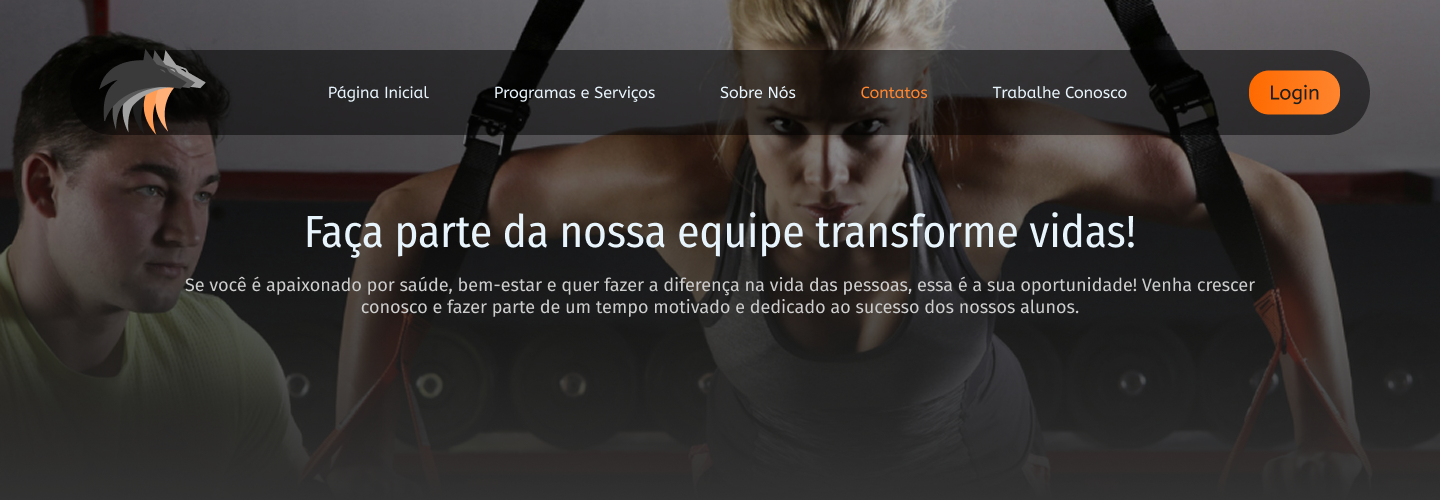 Página Inicial Programas e Serviços Sobre Nós Contatos Trabalhe Conosco Login
Faça parte da nossa equipe transforme vidas!
Se você é apaixonado por saúde, bem-estar e quer fazer a diferença na vida das pessoas, essa é a sua oportunidade! Venha crescer
conosco e fazer parte de um tempo motivado e dedicado ao sucesso dos nossos alunos.